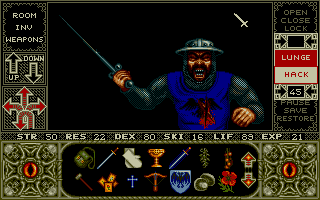 ROOM
INV
WEAPONS
UP
DOWN
OPEN
CLOSE
LOCK
LUNGE
HACK
45
PAUSE
SAVE
RESTORE
STR 50 RES 22 DEX 80 SKI 16 LIF 89 EXP 21